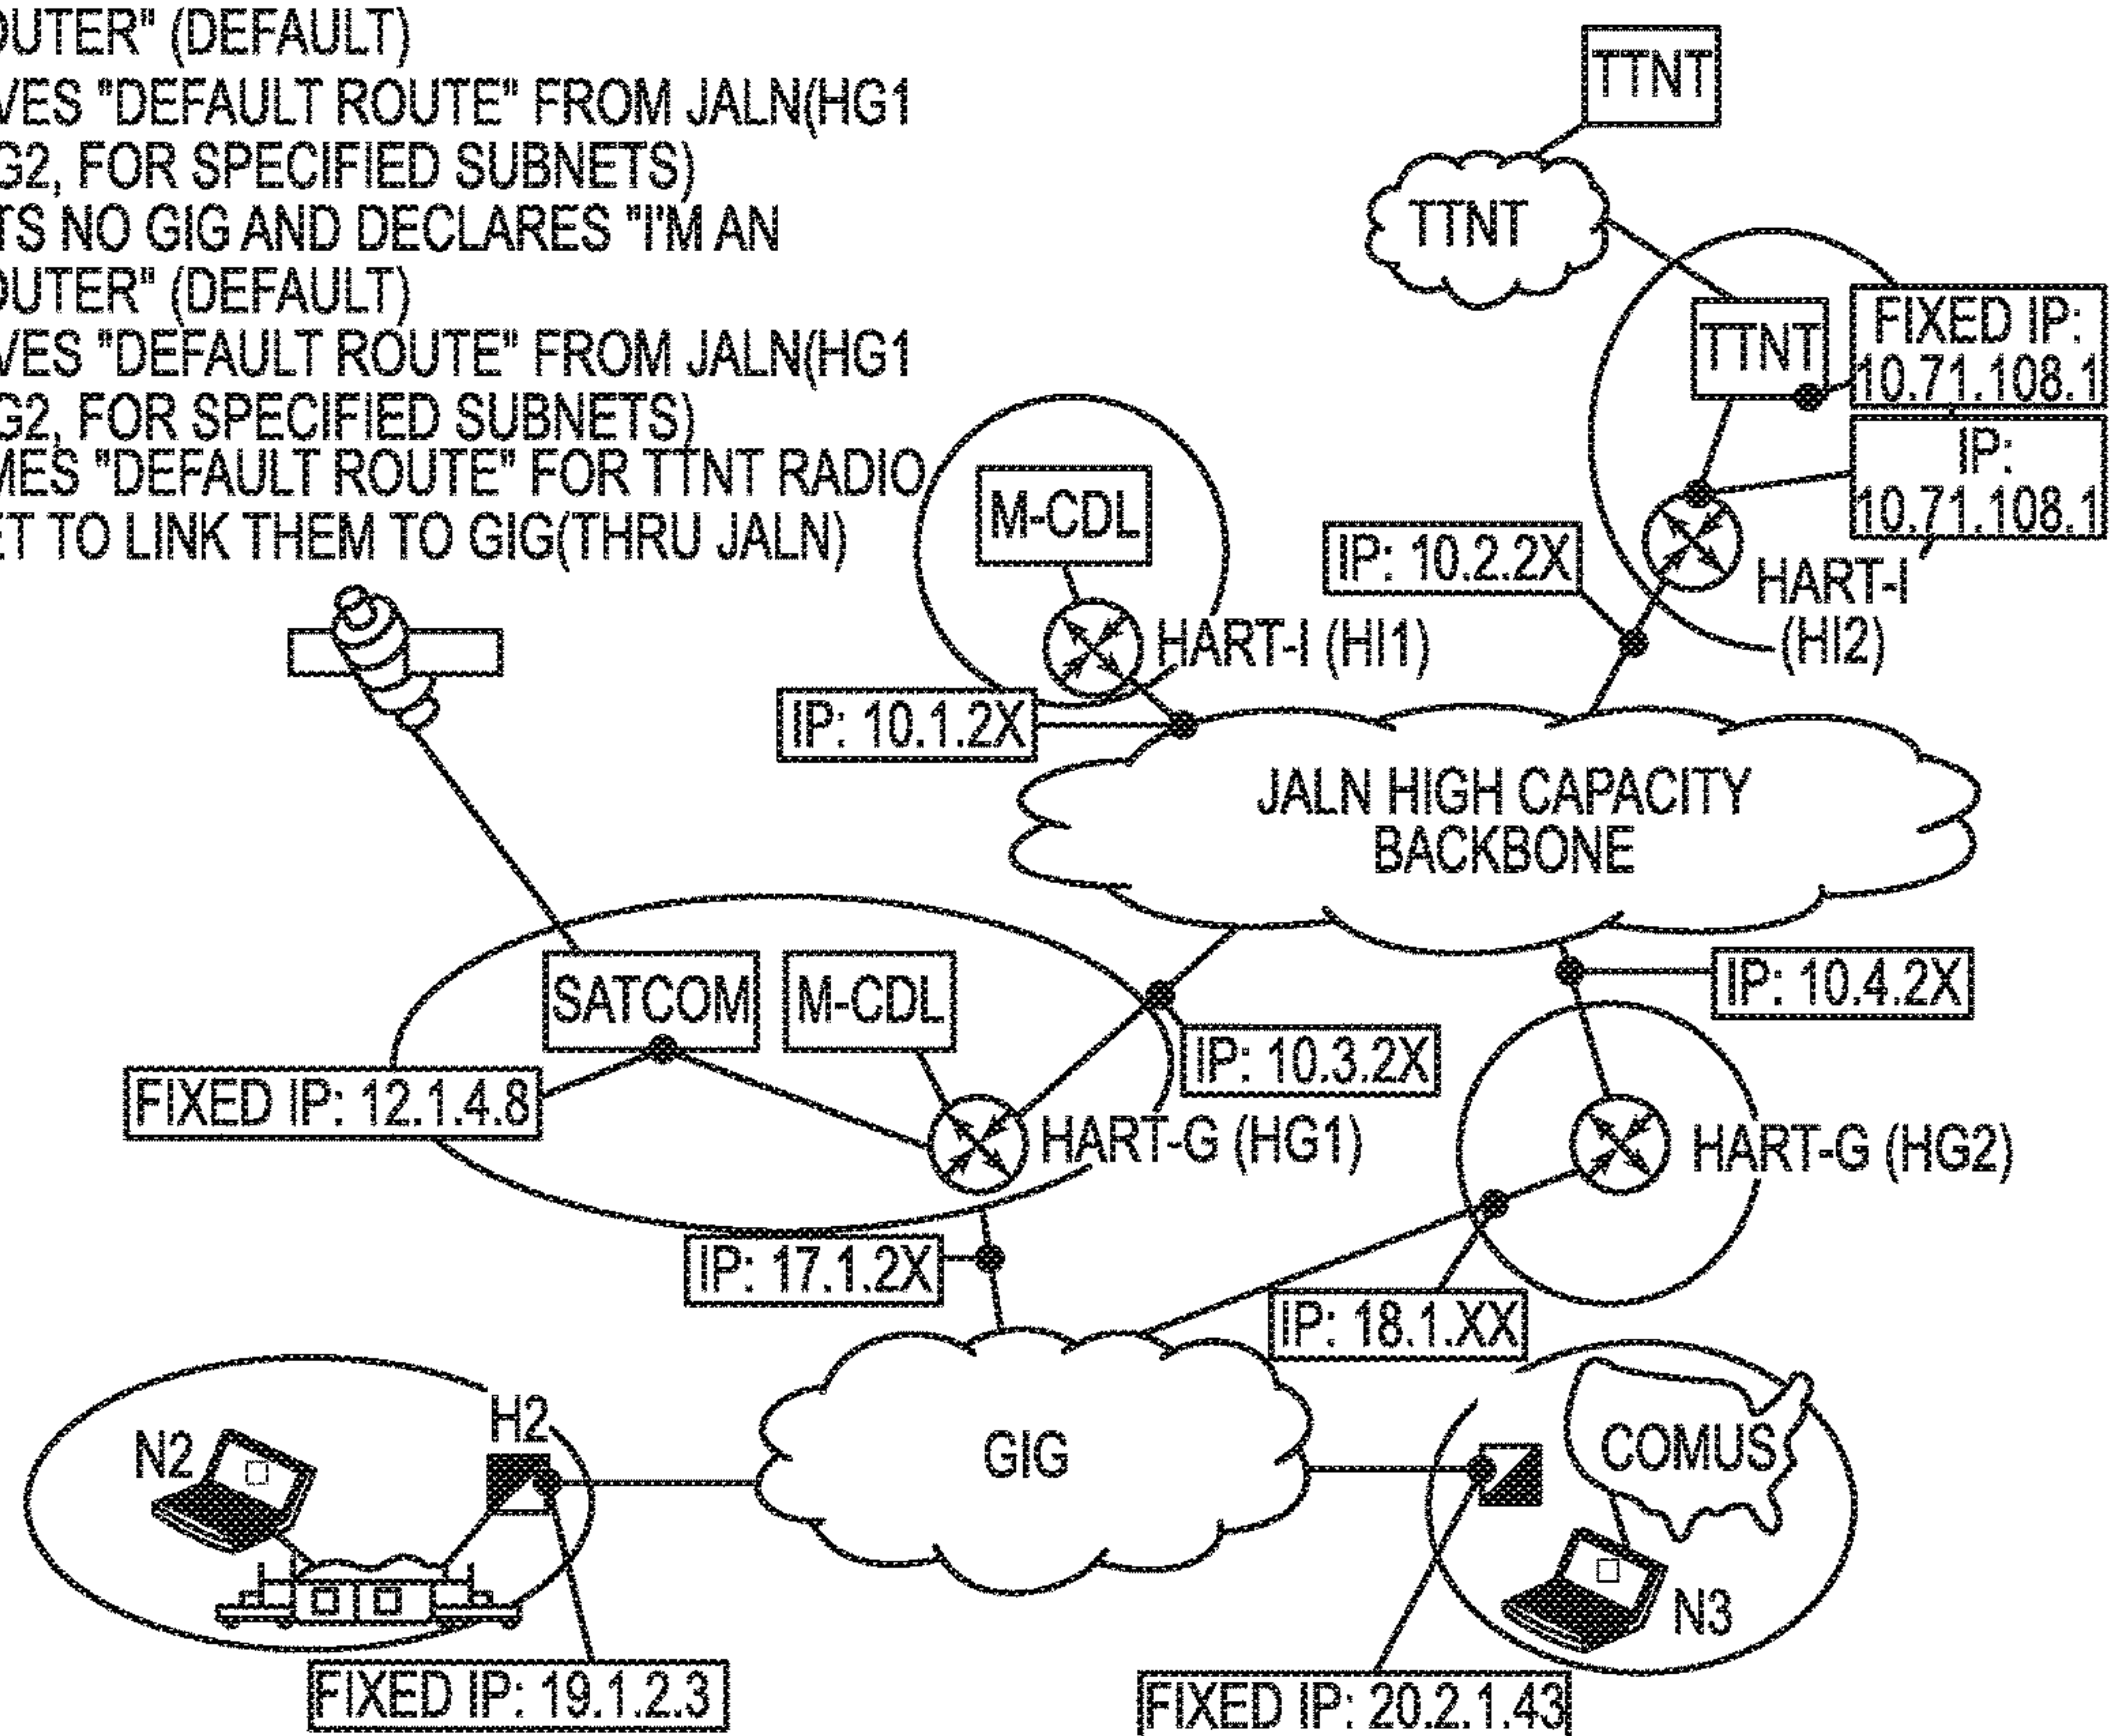 OUTER" (DEFAULT)
VES "DEFAULT ROUTE" FROM JALN(HG1
G2, FOR SPECIFIED SUBNETS)
TS NO GIG AND DECLARES "I'M AN
OUTER" (DEFAULT)
VES "DEFAULT ROUTE" FROM JALN(HG1
G2, FOR SPECIFIED SUBNETS)
MES "DEFAULT ROUTE" FOR TTNT RADIO
ET TO LINK THEM TO GIG(THRU JALN)
TTNT
TTNT
TTNT
FIXED IP:
10.71.108.1
IP:
10.71.108.1
M-CDL
IP: 10.2.2X
HART-I
(HI2)
HART-I (HI1)
IP: 10.1.2X
JALN HIGH CAPACITY
BACKBONE
SATCOM
M-CDL
IP: 10.4.2X
IP: 10.3.2X
FIXED IP: 12.1.4.8
HART-G (HG1)
HART-G (HG2)
IP: 17.1.2X
IP: 18.1.XX
N2
H2
GIG
COMUS
N3
FIXED IP: 19.1.2.3
FIXED IP: 20.2.1.43